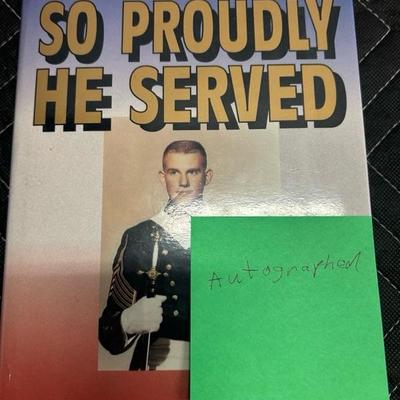 SO PROUDLY
HE SERVED
Autographed